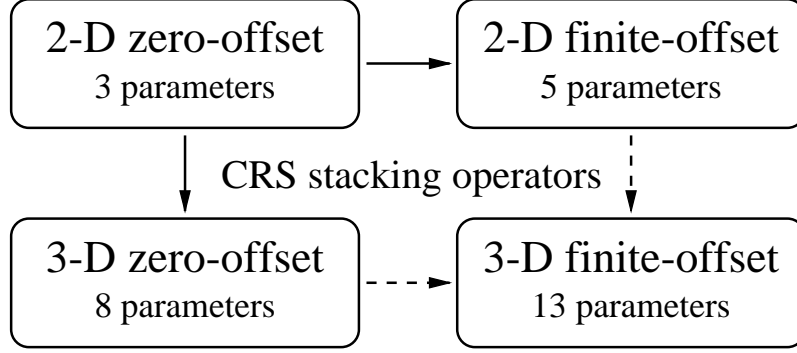 2-D zero-offset
3 parameters
2-D finite-offset
5 parameters
CRS stacking operators
3-D zero-offset
8 parameters
3-D finite-offset
13 parameters